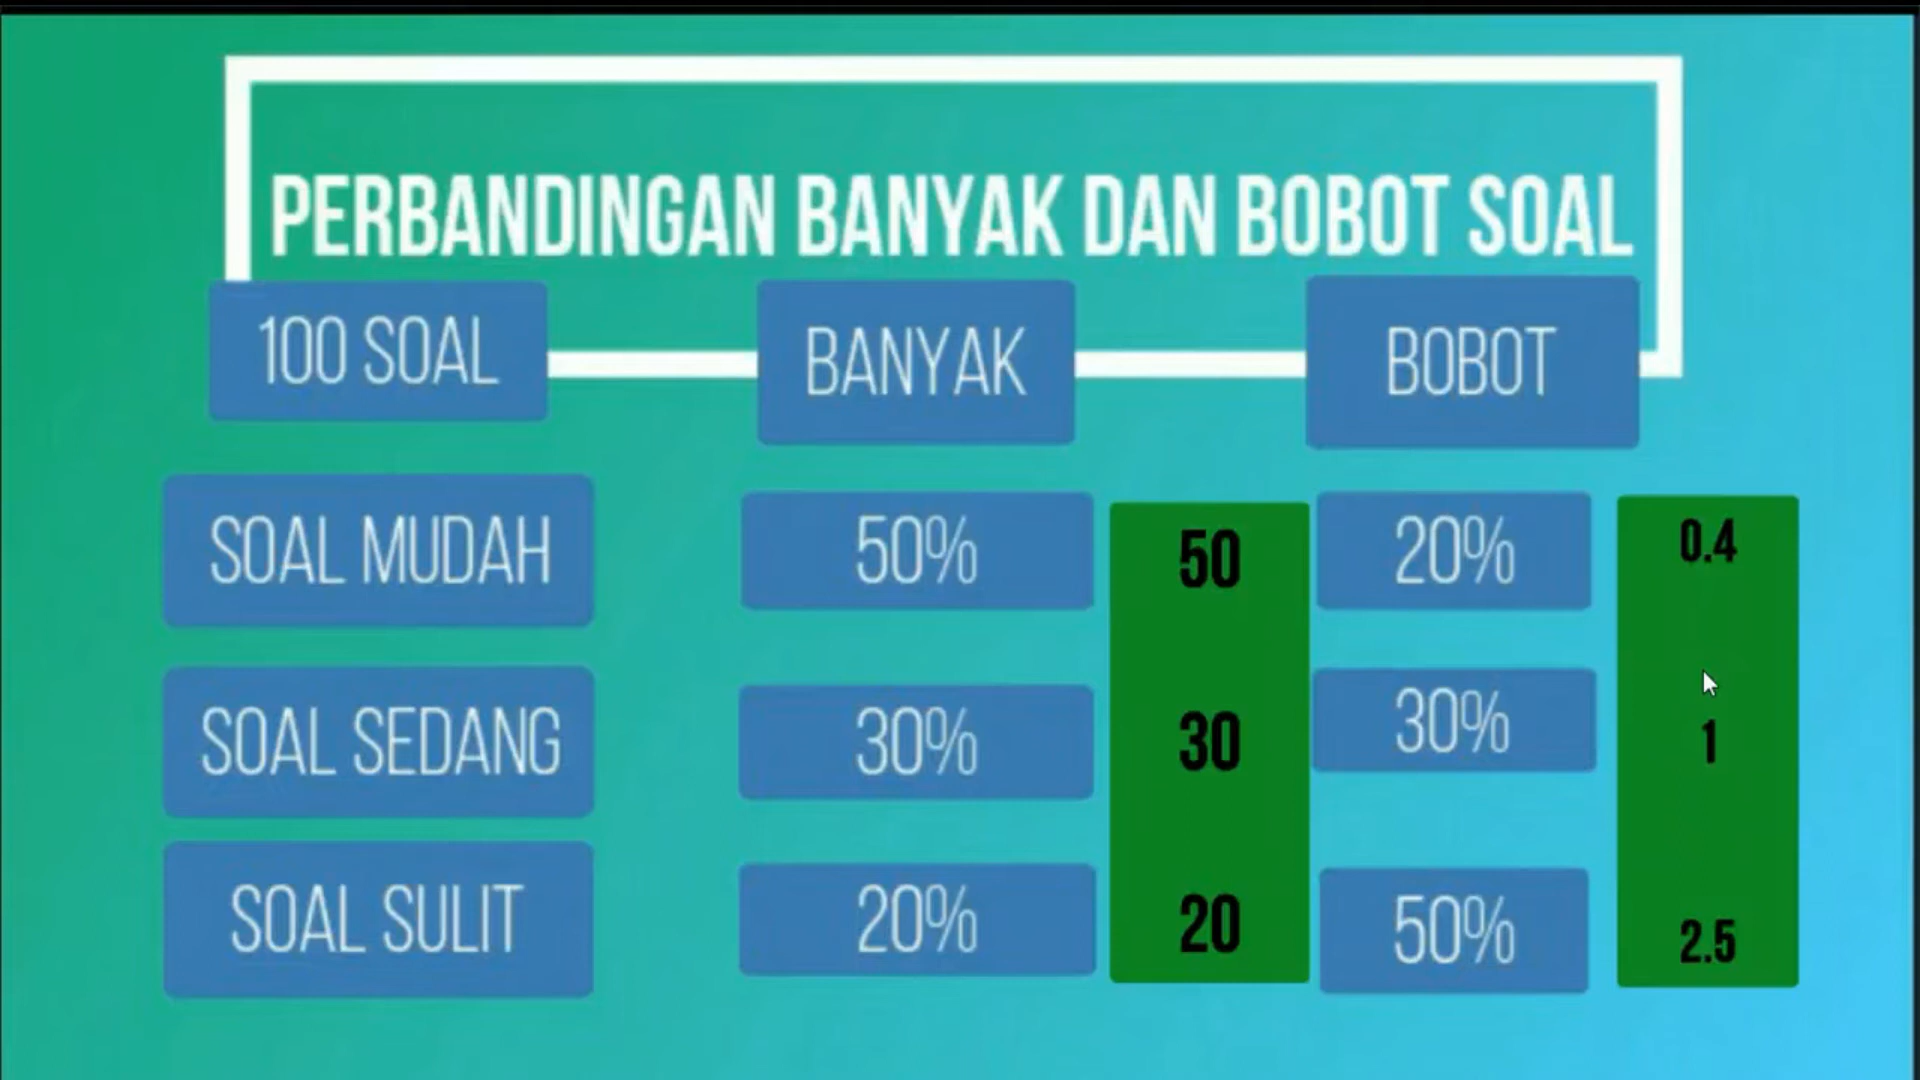 PERBANDINGAN BANYAK DAN BOBOT SOAL
100 SOAL BANYAK BOBOT
SOAL MUDAH 50% 50 20% 0.4
SOAL SEDANG 30% 30 30% 1
SOAL SULIT 20% 20 50% 2.5